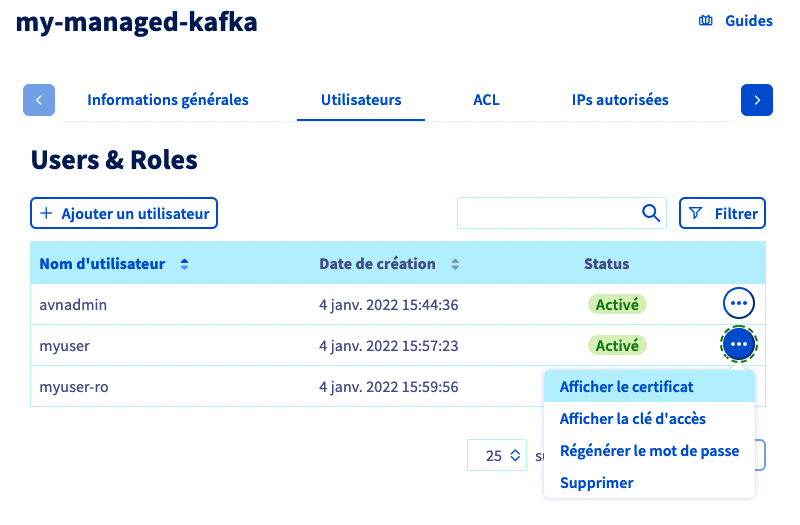 my-managed-kafka
Guides
Informations générales Utilisateurs ACL IPs autorisées
Users & Roles
+ Ajouter un utilisateur
Filtrer
Nom d'utilisateur Date de création Status
avnadmin 4 janv. 2022 15:44:36 Activé
myuser 4 janv. 2022 15:57:23 Activé
myuser-ro 4 janv. 2022 15:59:56
Afficher le certificat
Afficher la clé d'accès
Régénérer le mot de passe
Supprimer
25